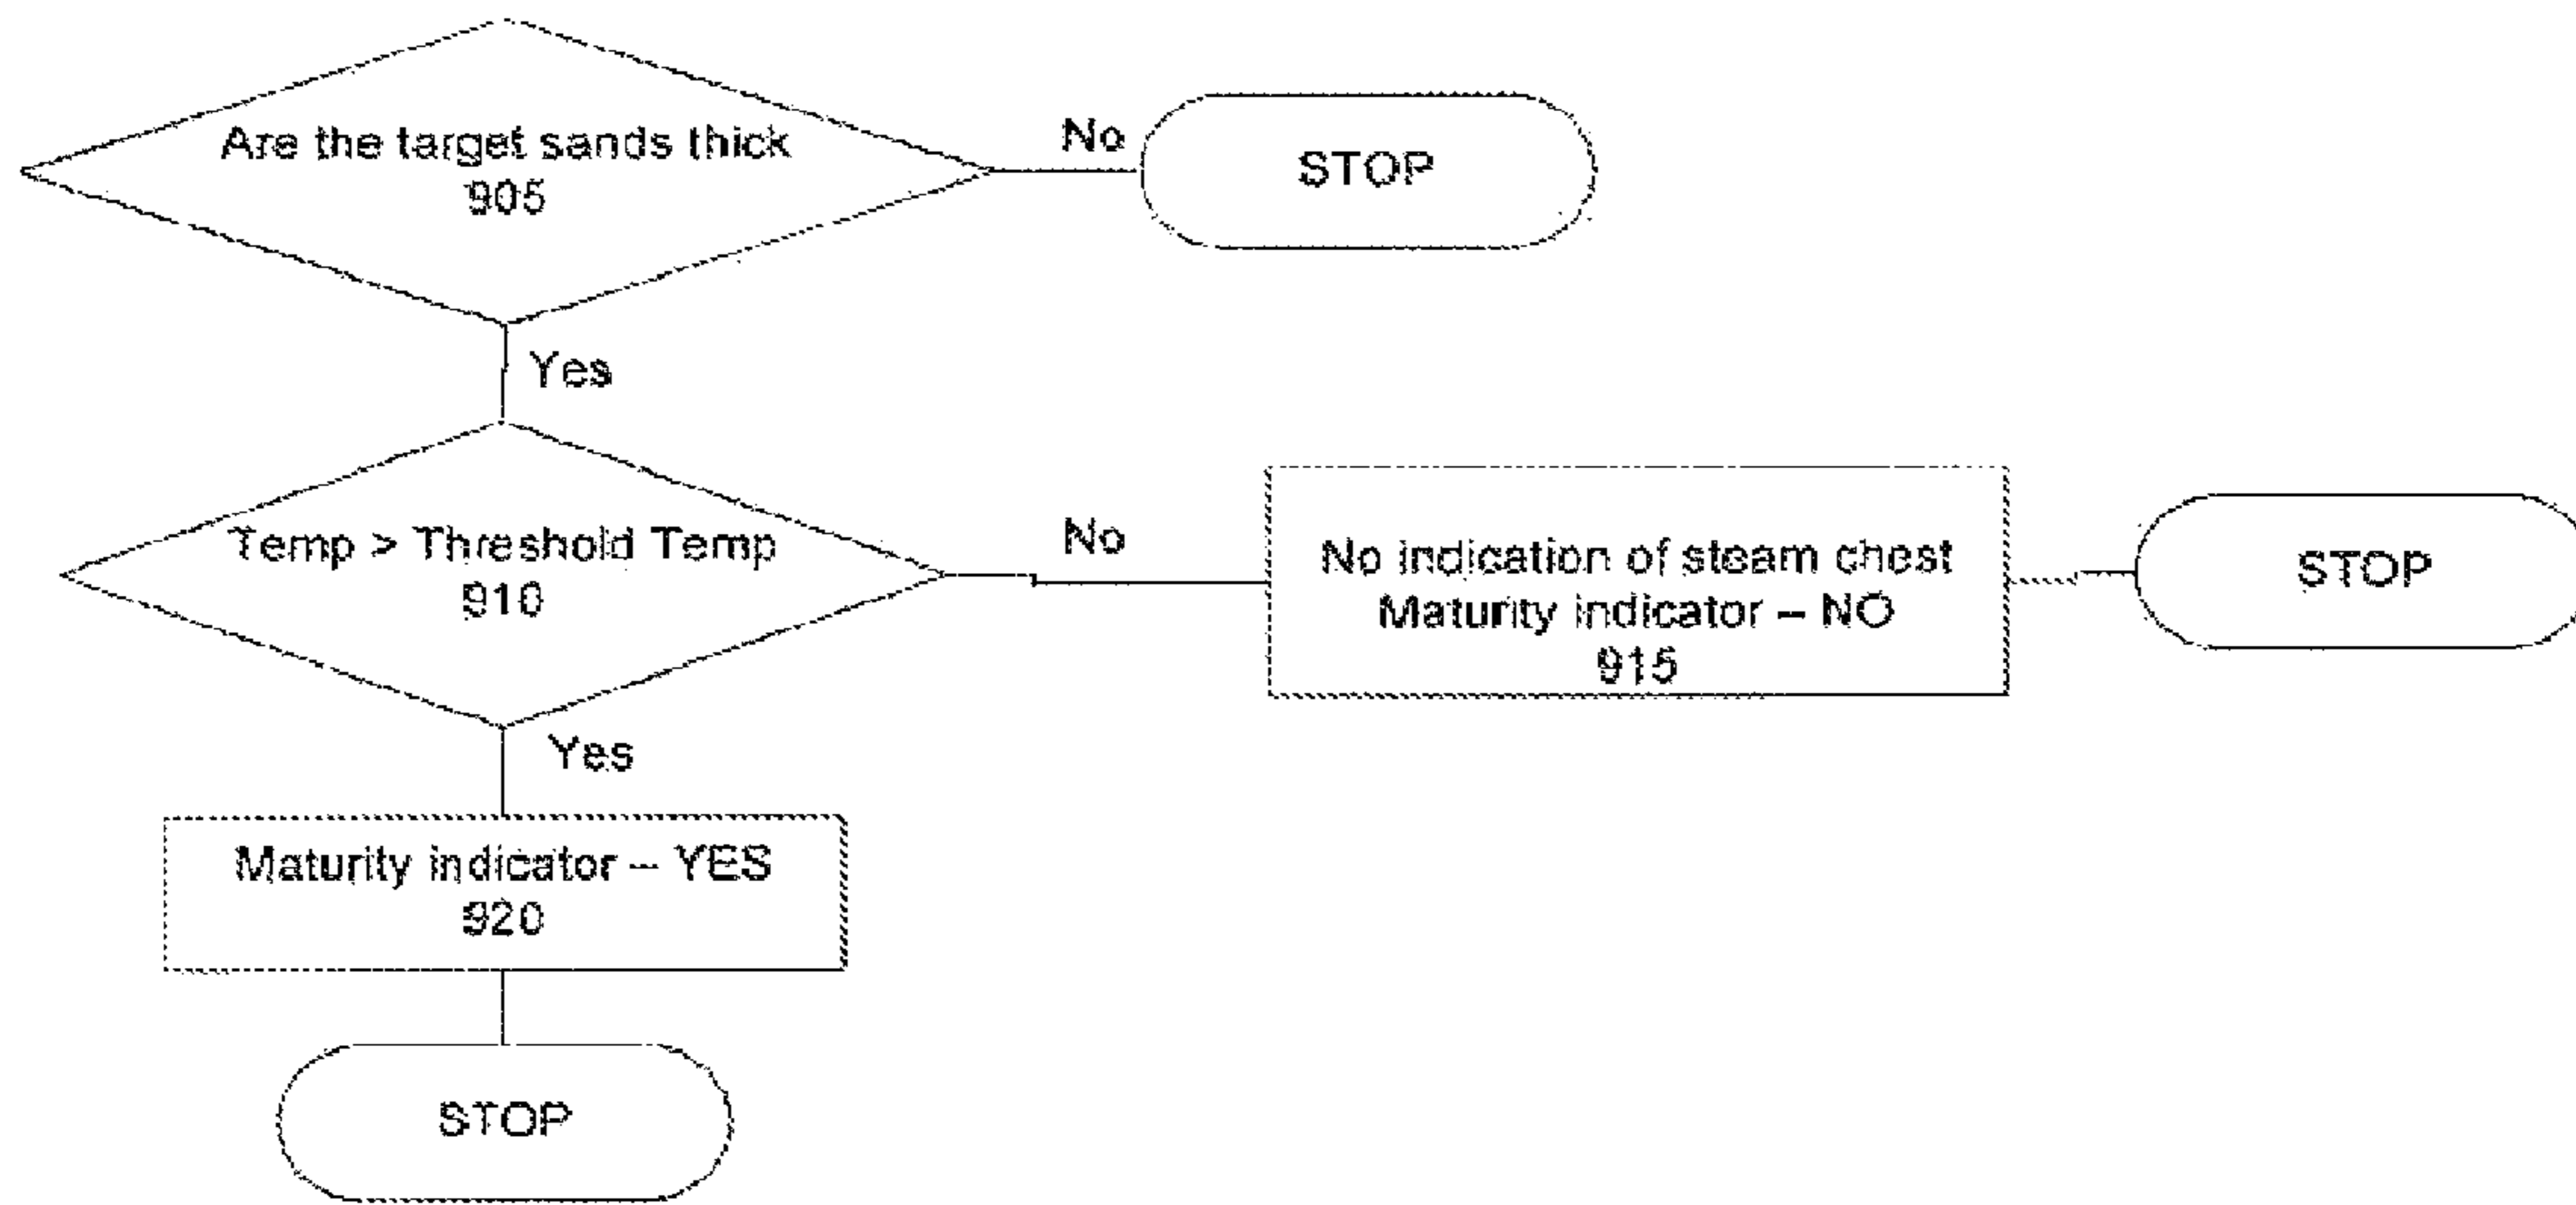 Are the target sands thick
905
No
STOP
Yes
Temp > Threshold Temp
910
No
No indication of steam chest
Maturity indicator – NO
915
STOP
Yes
Maturity indicator – YES
920
STOP